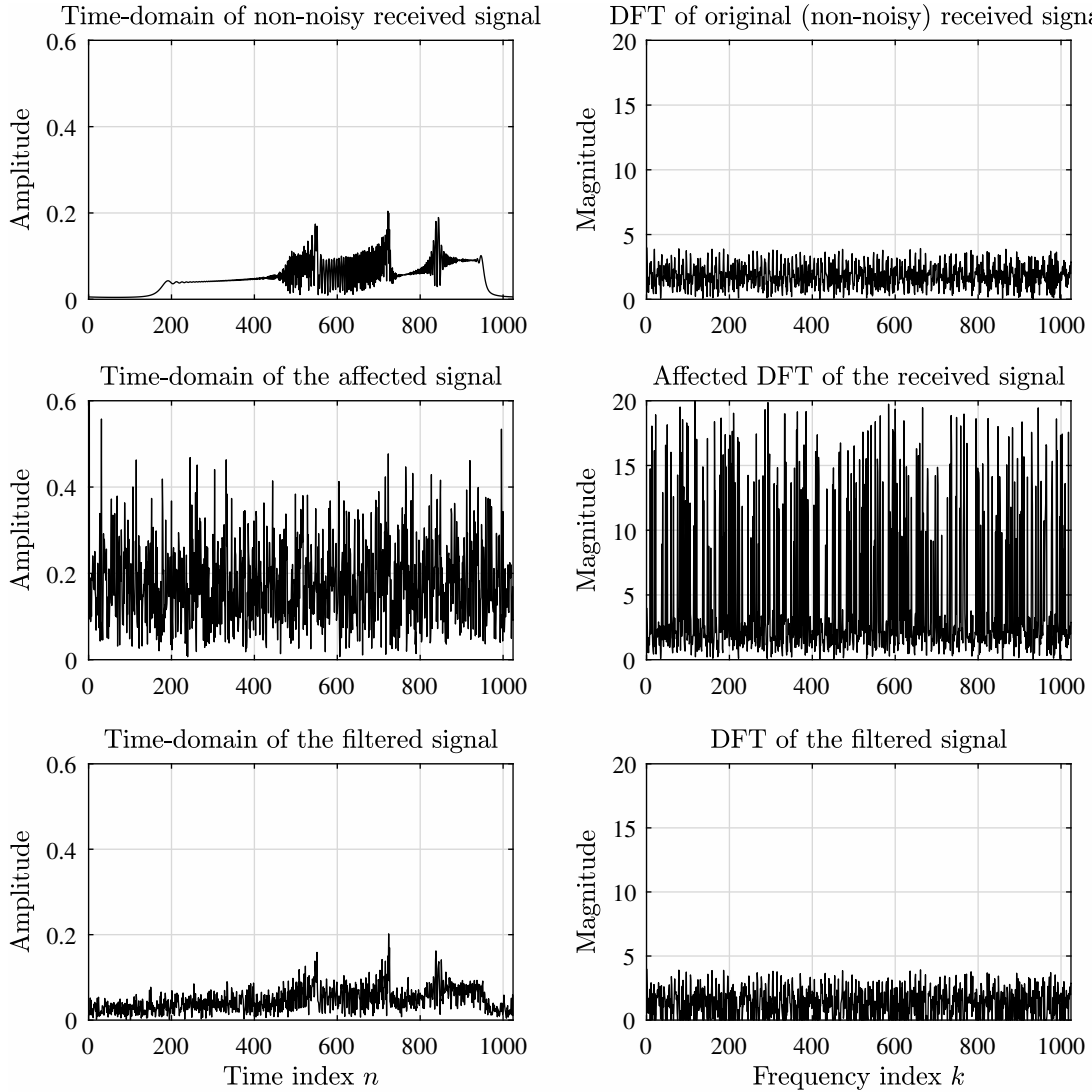 Time-domain of non-noisy received signal
0.6
0.4
0.2
0
Amplitude
0 200 400 600 800 1000
DFT of original (non-noisy) received signa
20
15
10
5
0
Magnitude
0 200 400 600 800 1000
Time-domain of the affected signal
0.6
0.4
0.2
0
Amplitude
0 200 400 600 800 1000
Affected DFT of the received signal
20
15
10
5
0
Magnitude
0 200 400 600 800 1000
Time-domain of the filtered signal
0.6
0.4
0.2
0
Amplitude
0 200 400 600 800 1000
Time index n
DFT of the filtered signal
20
15
10
5
0
Magnitude
0 200 400 600 800 1000
Frequency index k